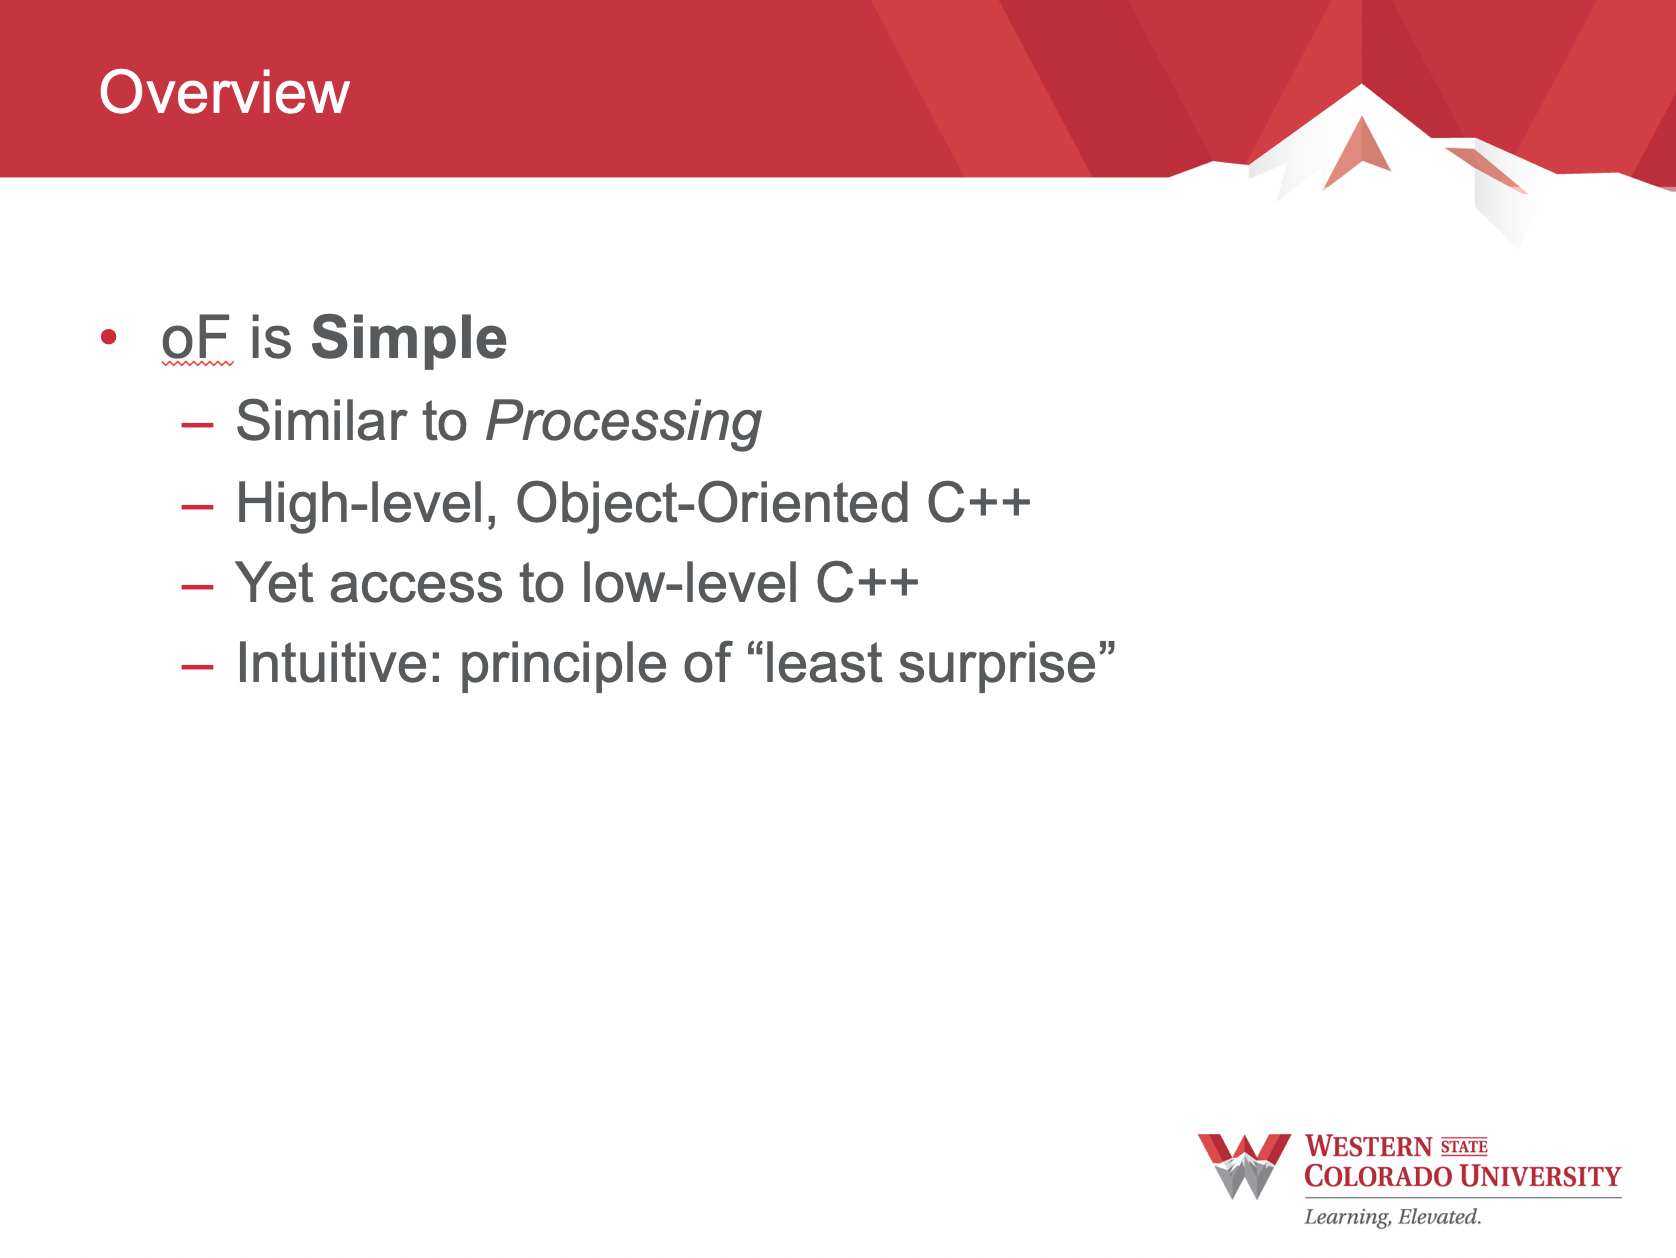 Overview
• oF is Simple
– Similar to Processing
– High-level, Object-Oriented C++
– Yet access to low-level C++
– Intuitive: principle of “least surprise”
WESTERN STATE
COLORADO UNIVERSITY
Learning, Elevated.